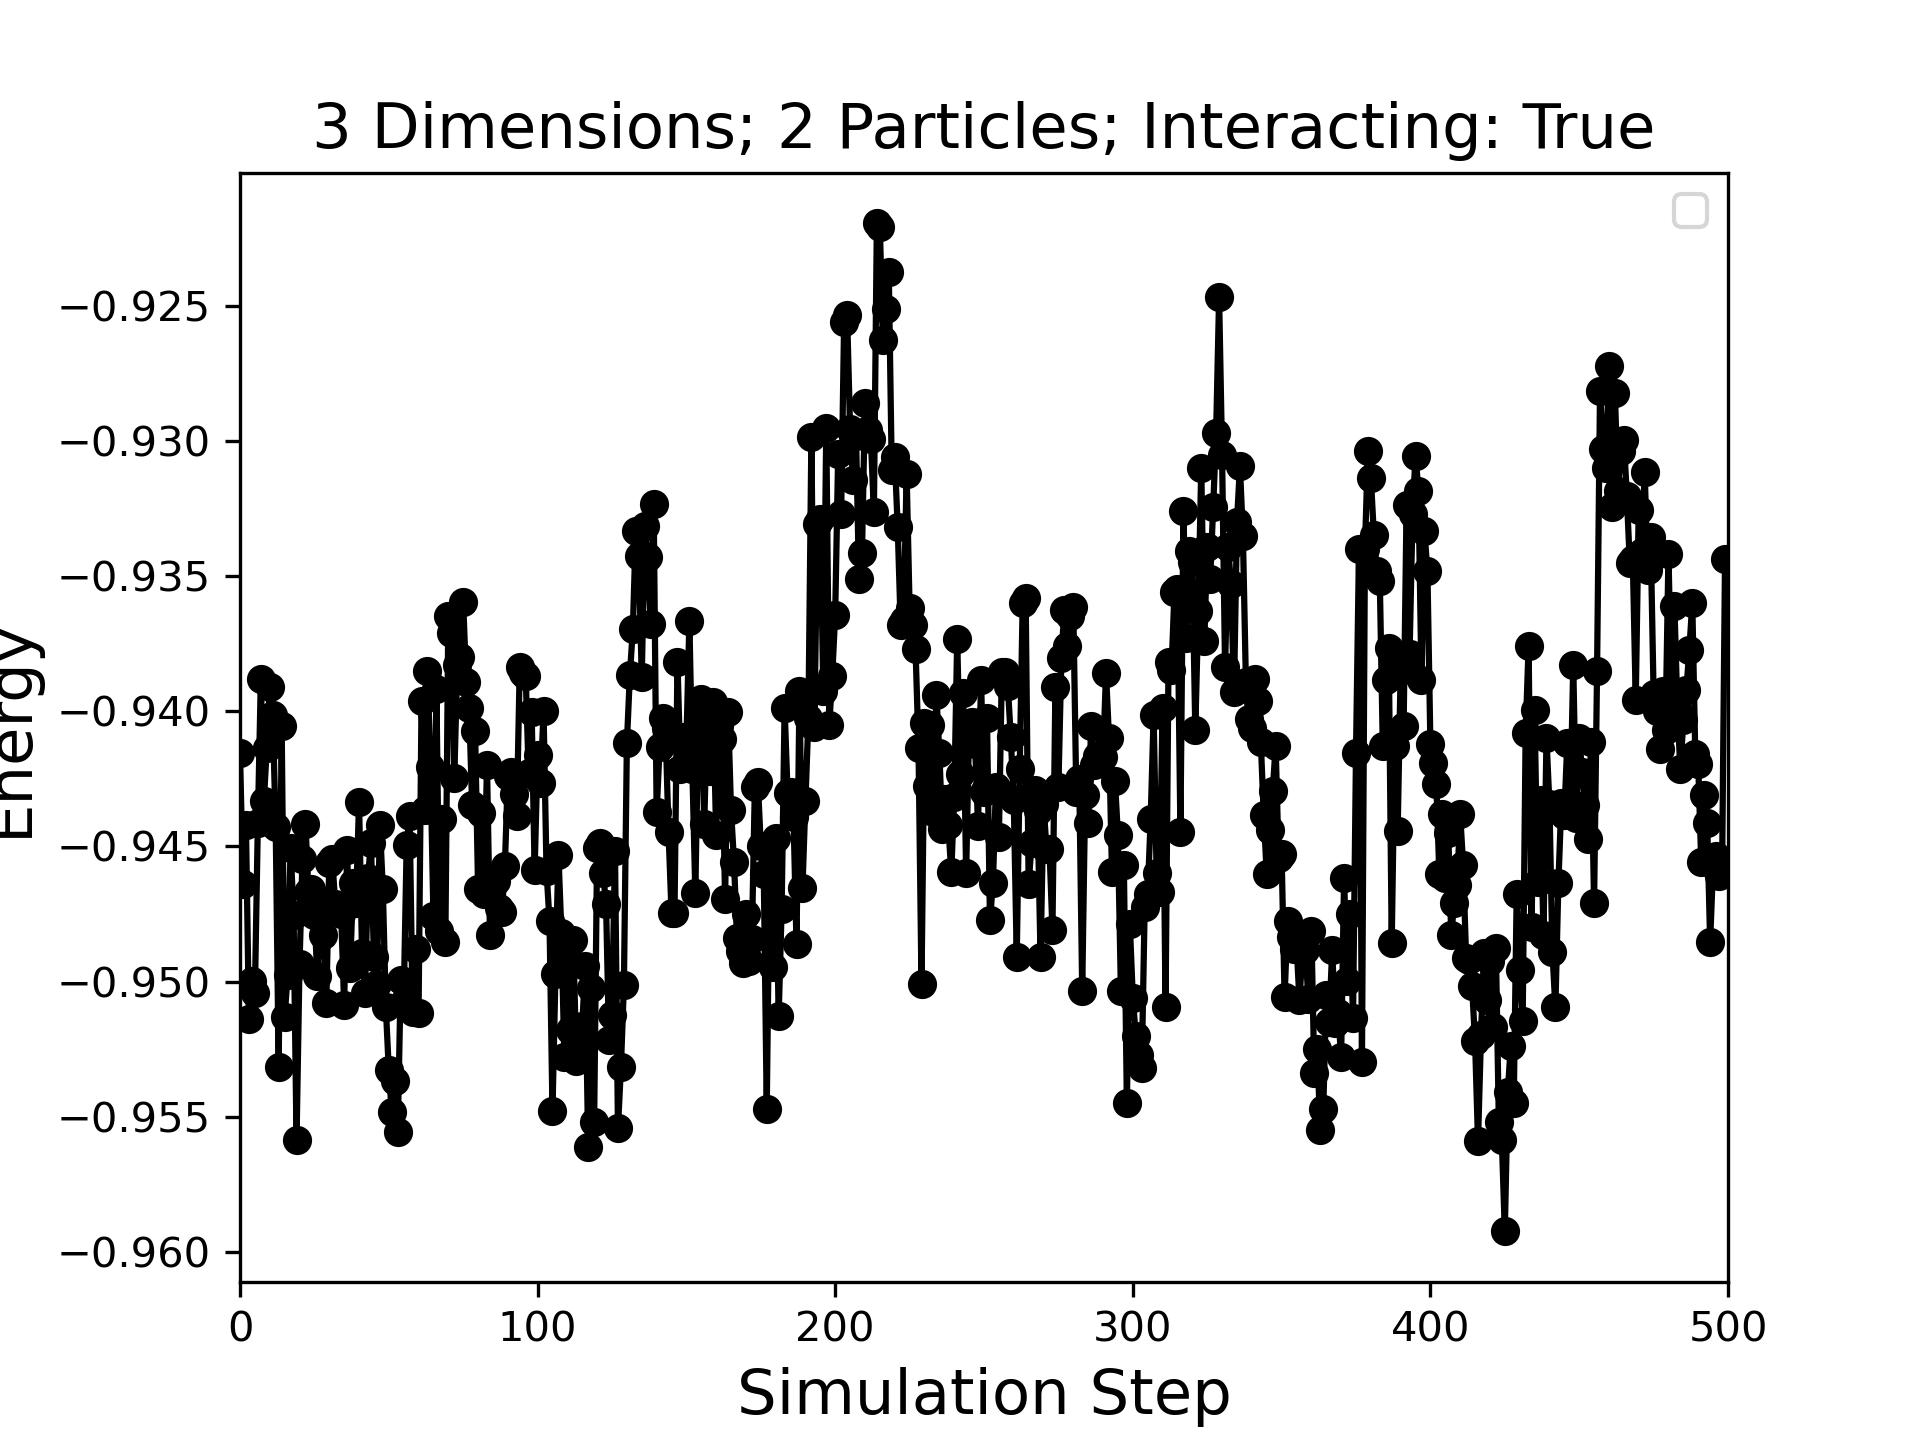 3 Dimensions; 2 Particles; Interacting: True
−0.925
−0.930
−0.935
−0.940
−0.945
−0.950
−0.955
−0.960
Energy
0 100 200 300 400 500
Simulation Step